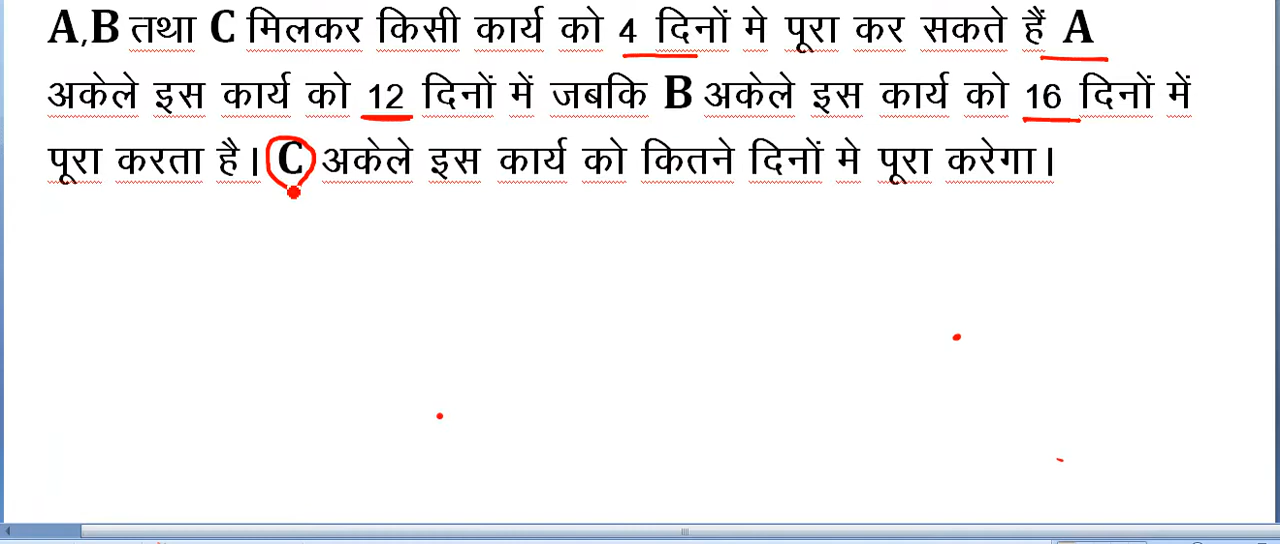 A,B तथा C मिलकर किसी कार्य को 4 दिनों मे पूरा कर सकते हैं A
अकेले इस कार्य को 12 दिनों में जबकि B अकेले इस कार्य को 16 दिनों में
पूरा करता है। C अकेले इस कार्य को कितने दिनों मे पूरा करेगा।